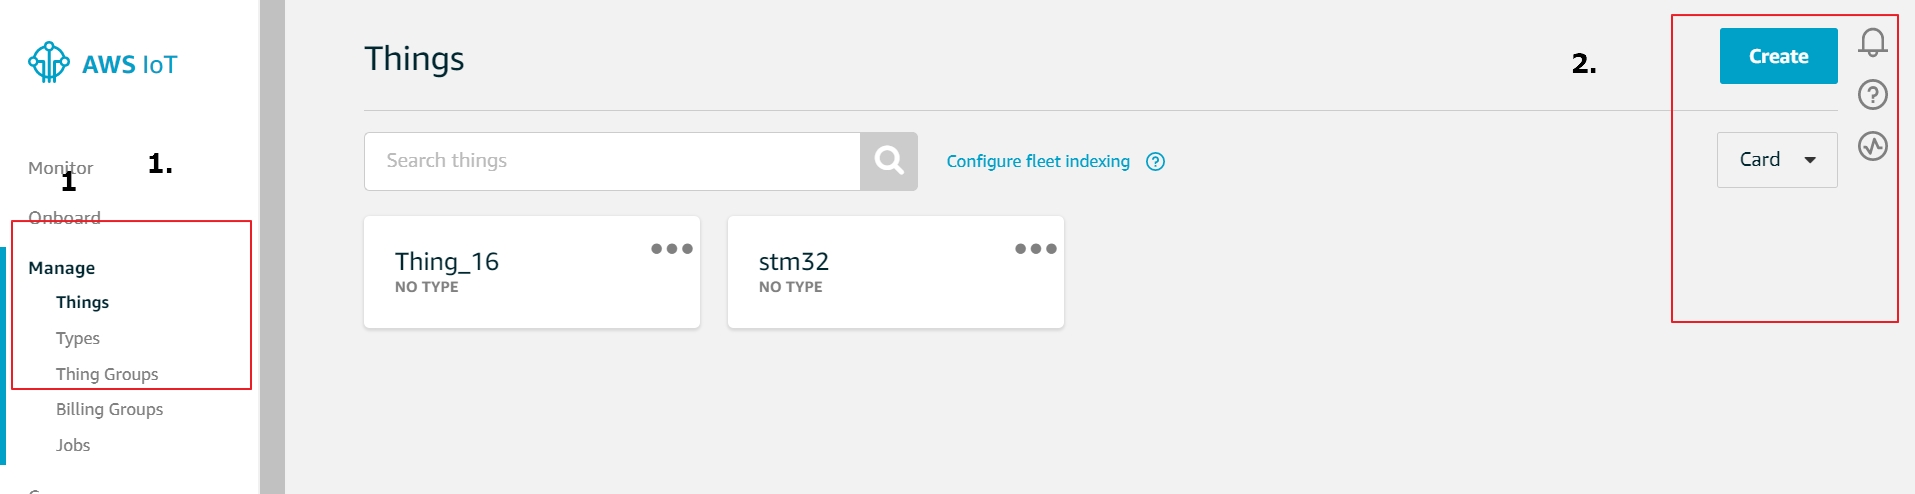 AWS IoT
Monitor
1.
1
Onboard
Manage
Things
Types
Thing Groups
Billing Groups
Jobs
Things
2.
Create
?
Search things
Configure fleet indexing ?
Card
Thing_16
NO TYPE
stm32
NO TYPE